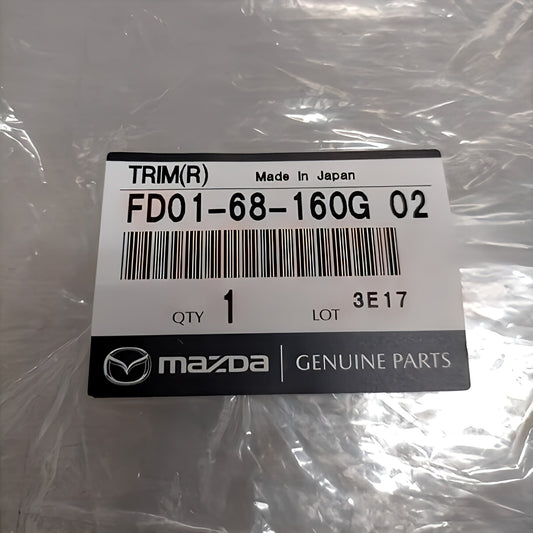 TRIM(R) Made In Japan
FD01-68-160G 02
QTY 1 LOT 3E17
mazda GENUINE PARTS